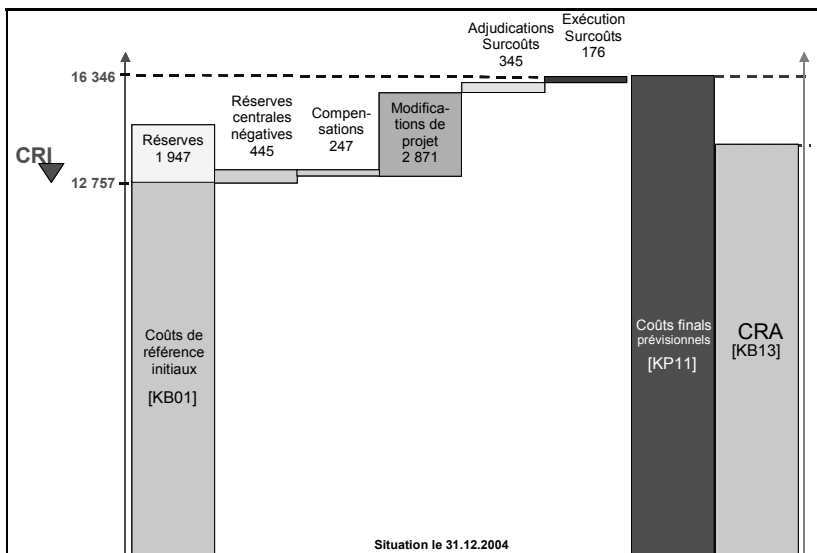 Adjudications
Surcoûts
345
Exécution
Surcoûts
176
16 346
Réserves
centrales
négatives
445
Compen-
sations
247
Modifica-
tions de
projet
2 871
Réserves
1 947
CRI
12 757
Coûts de
référence
initiaux
[KB01]
Coûts finals
prévisionnels
[KP11]
CRA
[KB13]
Situation le 31.12.2004